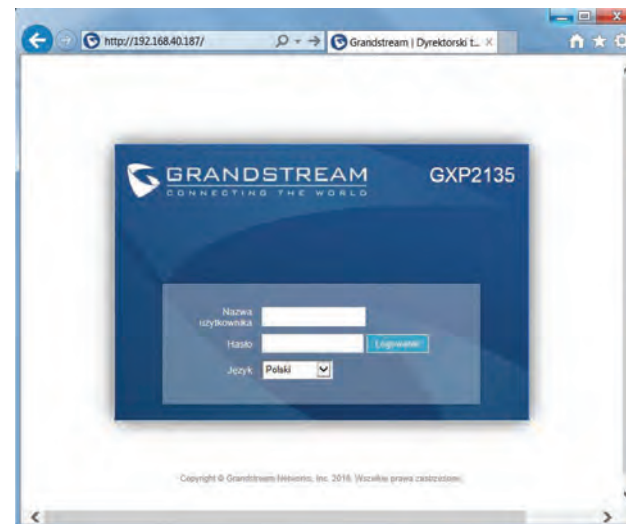 http://192.168.40.187/
Grandstream | Dyrektorski t...
GRANDSTREAM
CONNECTING THE WORLD
GXP2135
Nazwa
użytkownika
Hasło
Logowanie
Język
Polski
Copyright © Grandstream Networks, Inc. 2016. Wszelkie prawa zastrzeżone.